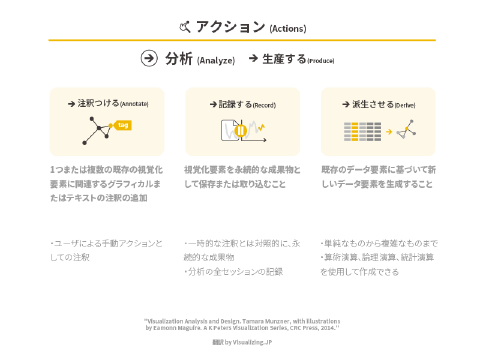 アクション (Actions)
分析 (Analyze) 生産する(Produce)
注釈つける(Annotate)
tag
1つまたは複数の既存の視覚化
要素に関連するグラフィカルま
たはテキストの注釈の追加
・ユーザによる手動アクションと
しての注釈
記録する(Record)
視覚化要素を永続的な成果物と
して保存または取り込むこと
・一時的な注釈とは対照的に、永
続的な成果物
・分析の全セッションの記録
派生させる(Derive)
既存のデータ要素に基づいて新
しいデータ要素を生成すること
・単純なものから複雑なものまで
・算術演算、論理演算、統計演算
を使用して作成できる
"Visualization Analysis and Design. Tamara Munzner, with illustrations
by Eamonn Maguire. A K Peters Visualization Series, CRC Press, 2014."
翻訳 by Visualizing.JP